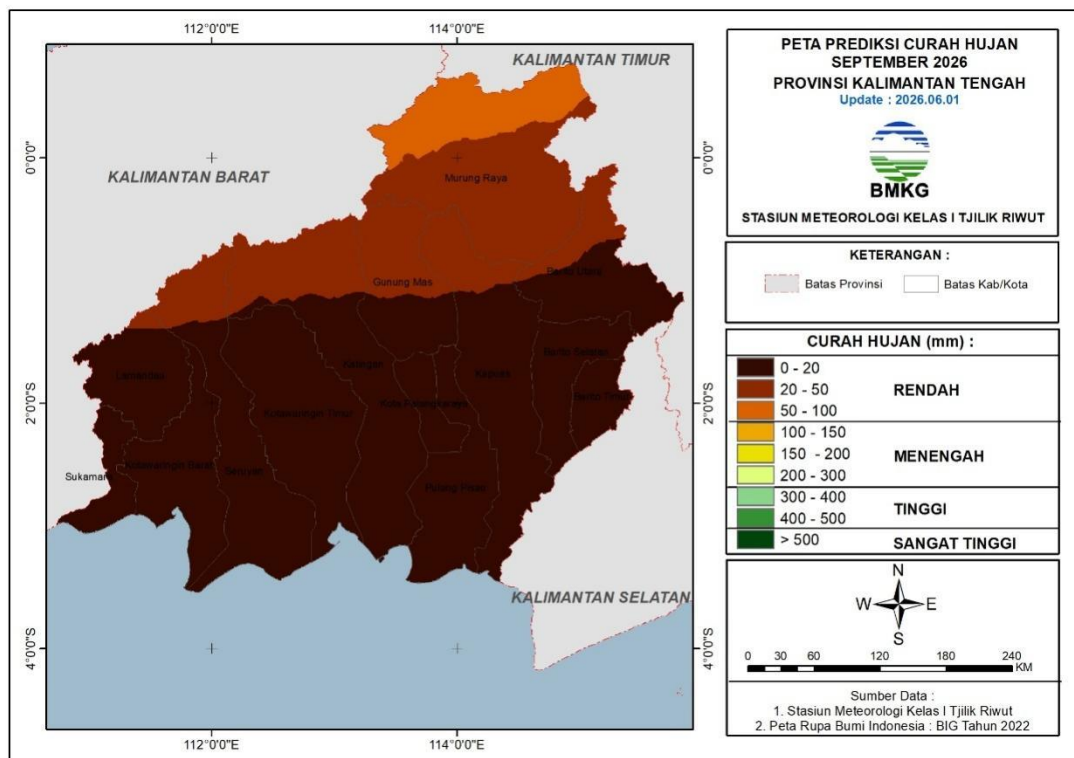 112°0'0"E
114°0'0"E
KALIMANTAN TIMUR
0°0'0"
0°0'0"
KALIMANTAN BARAT
Murung Raya
Barito Utara
Gunung Mas
Lamandau
Katingan
Barito Selatan
Kapuas
Kota Palangkaraya
Barito Timur
2°0'0"S
2°0'0"S
Kotawaringin Timur
Sukamar
Kotawaringin Barat
Seruyan
Pulang Pisau
KALIMANTAN SELATAN
4°0'0"S
4°0'0"S
112°0'0"E
114°0'0"E
PETA PREDIKSI CURAH HUJAN
SEPTEMBER 2026
PROVINSI KALIMANTAN TENGAH
Update : 2026.06.01
BMKG
STASIUN METEOROLOGI KELAS I TJILIK RIWUT
KETERANGAN :
Batas Provinsi
Batas Kab/Kota
CURAH HUJAN (mm) :
0 - 20
20 - 50
RENDAH
50 - 100
100 - 150
150 - 200
MENENGAH
200 - 300
300 - 400
TINGGI
400 - 500
> 500
SANGAT TINGGI
N
W
E
S
0 30 60 120 180 240
KM
Sumber Data :
1. Stasiun Meteorologi Kelas I Tjilik Riwut
2. Peta Rupa Bumi Indonesia : BIG Tahun 2022